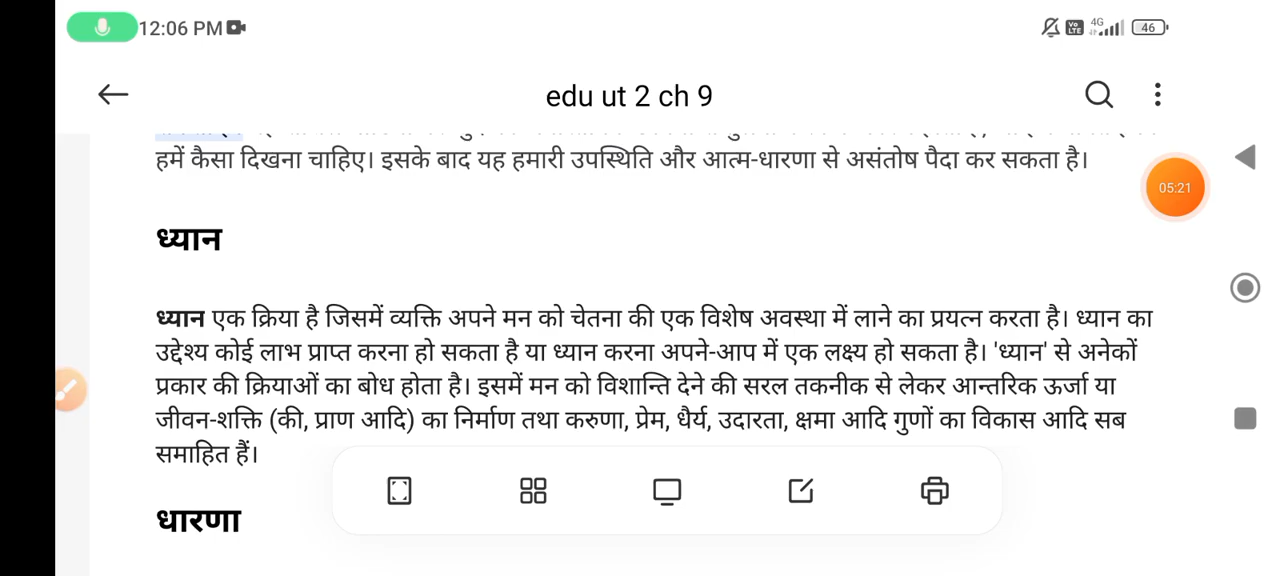 12:06 PM
Vo LTE
4G
46
edu ut 2 ch 9
हमें कैसा दिखना चाहिए। इसके बाद यह हमारी उपस्थिति और आत्म-धारणा से असंतोष पैदा कर सकता है।
05:21
ध्यान
ध्यान एक क्रिया है जिसमें व्यक्ति अपने मन को चेतना की एक विशेष अवस्था में लाने का प्रयत्न करता है। ध्यान का
उद्देश्य कोई लाभ प्राप्त करना हो सकता है या ध्यान करना अपने-आप में एक लक्ष्य हो सकता है। 'ध्यान' से अनेकों
प्रकार की क्रियाओं का बोध होता है। इसमें मन को विशान्ति देने की सरल तकनीक से लेकर आन्तरिक ऊर्जा या
जीवन-शक्ति (की, प्राण आदि) का निर्माण तथा करुणा, प्रेम, धैर्य, उदारता, क्षमा आदि गुणों का विकास आदि सब
समाहित हैं।
धारणा